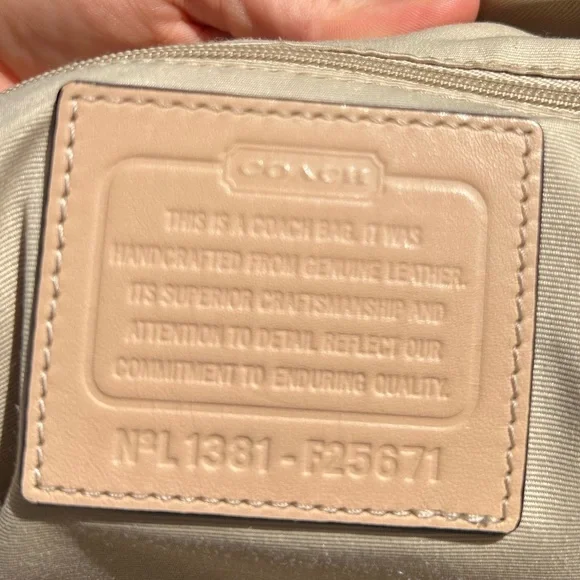 COACH
THIS IS A COACH BAG. IT WAS
HANDCRAFTED FROM GENUINE LEATHER.
ITS SUPERIOR CRAFTSMANSHIP AND
ATTENTION TO DETAIL REFLECT OUR
COMMITMENT TO ENDURING QUALITY.
Nº L1381-F25671